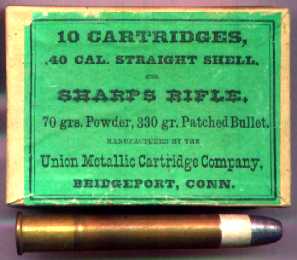 10 CARTRIDGES,
.40 CAL. STRAIGHT SHELL.
FOR
SHARPS RIFLE.
70 grs. Powder, 330 gr. Patched Bullet.
MANUFACTURED BY THE
Union Metallic Cartridge Company,
BRIDGEPORT, CONN.